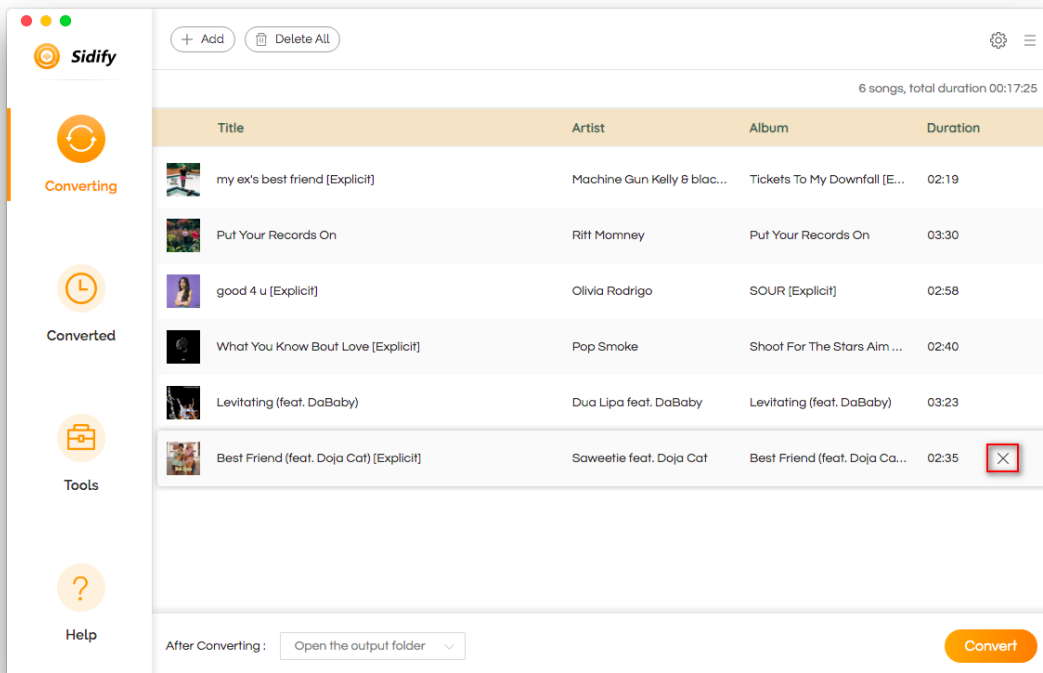 Sidify
Add
Delete All
6 songs, total duration 00:17:25
Title Artist Album Duration
my ex's best friend [Explicit] Machine Gun Kelly & blac... Tickets To My Downfall [E... 02:19
Put Your Records On Ritt Momney Put Your Records On 03:30
good 4 u [Explicit] Olivia Rodrigo SOUR [Explicit] 02:58
What You Know Bout Love [Explicit] Pop Smoke Shoot For The Stars Aim ... 02:40
Levitating (feat. DaBaby) Dua Lipa feat. DaBaby Levitating (feat. DaBaby) 03:23
Best Friend (feat. Doja Cat) [Explicit] Saweetie feat. Doja Cat Best Friend (feat. Doja Ca... 02:35
Converting
Converted
Tools
Help
After Converting : Open the output folder
Convert